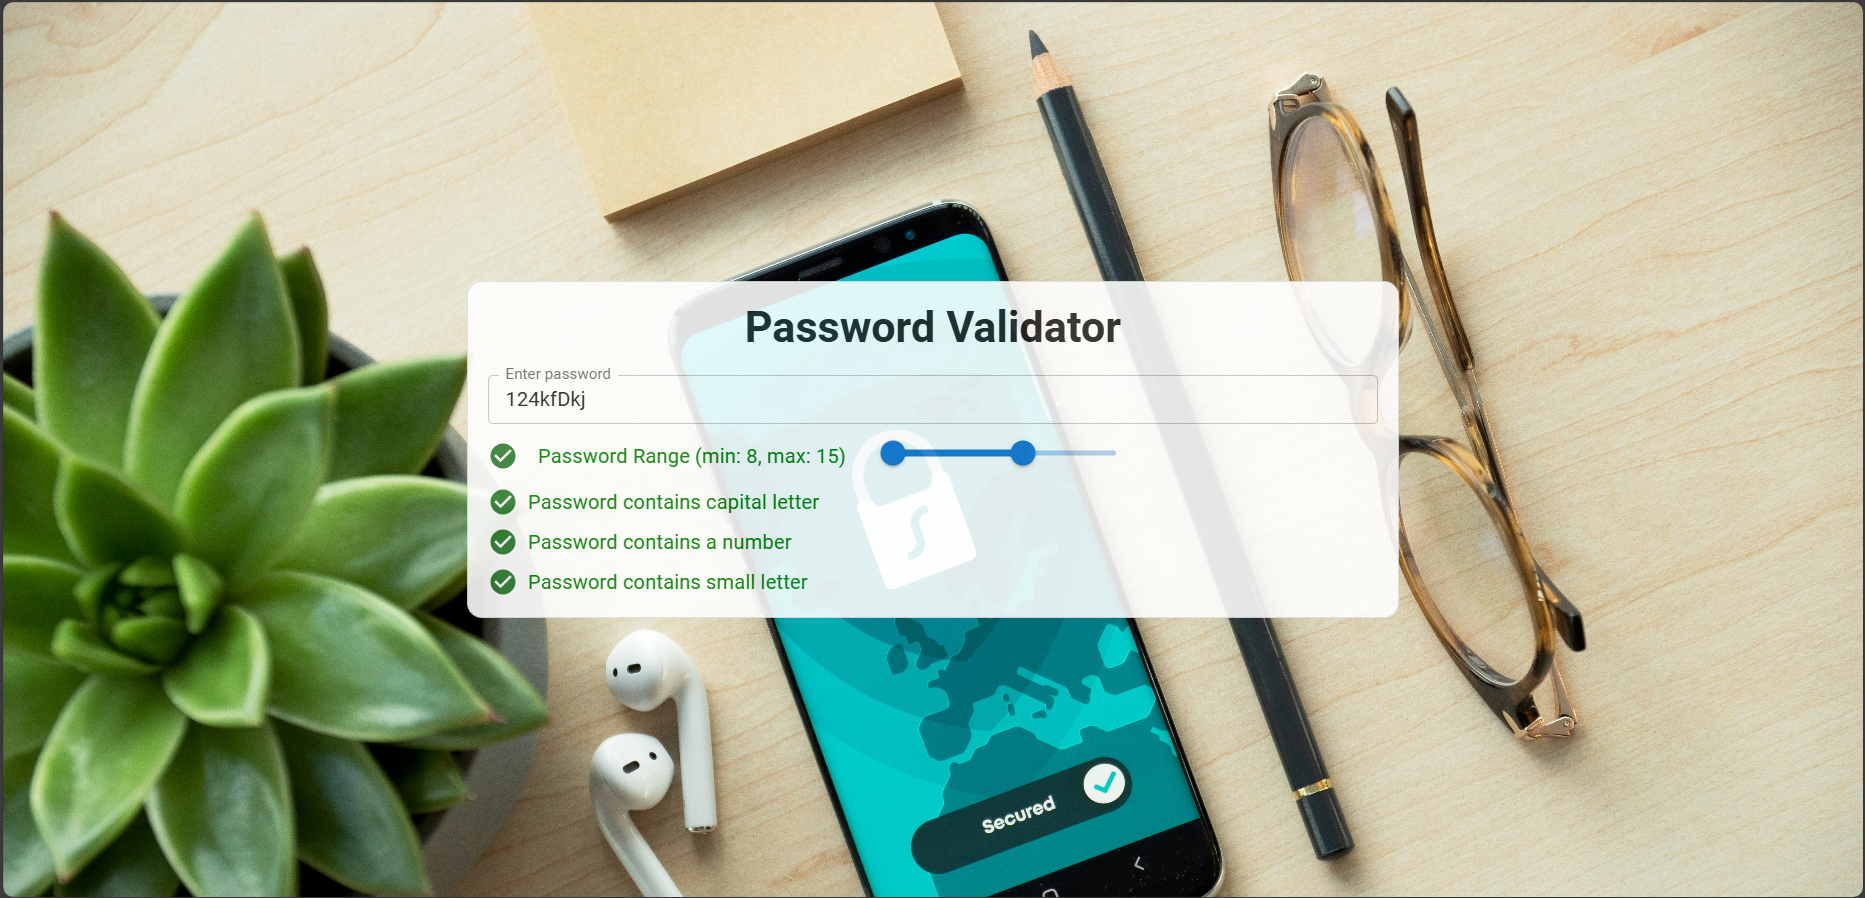 Password Validator
Enter password
124kfDkj
Password Range (min: 8, max: 15)
Password contains capital letter
Password contains a number
Password contains small letter
Secured